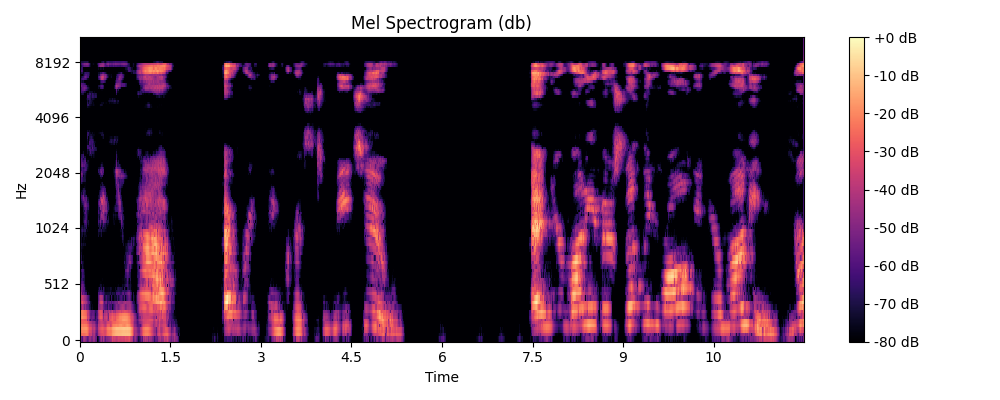 Mel Spectrogram (db)
Hz
8192
4096
2048
1024
512
0
0 1.5 3 4.5 6 7.5 9 10
Time
+0 dB
-10 dB
-20 dB
-30 dB
-40 dB
-50 dB
-60 dB
-70 dB
-80 dB